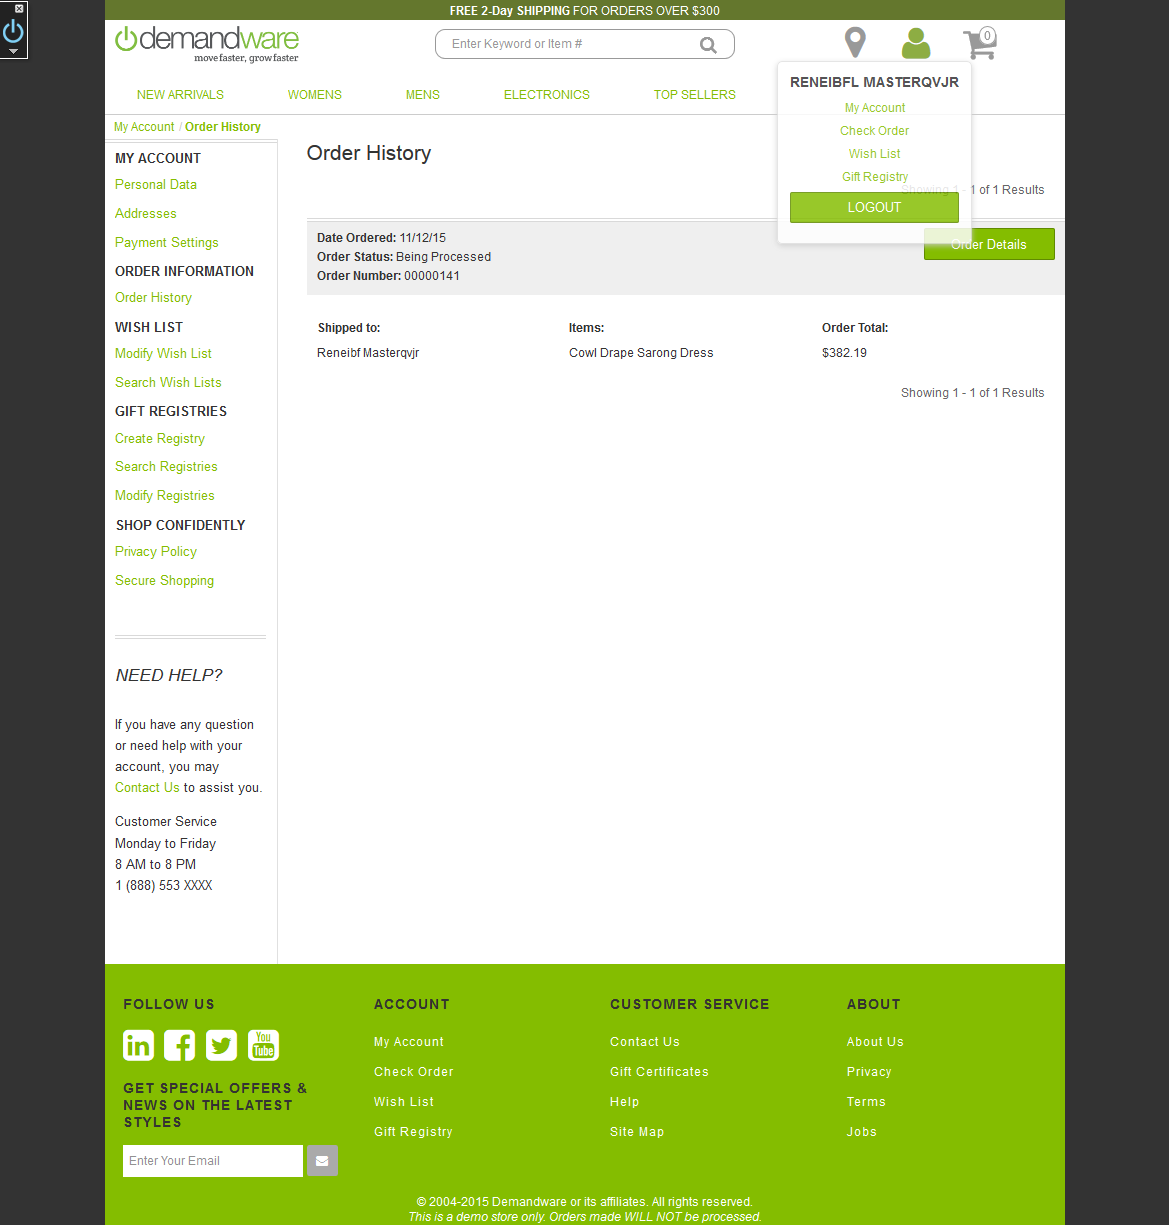 FREE 2-Day SHIPPING FOR ORDERS OVER $300
demandware
move faster, grow faster
Enter Keyword or Item #
0
NEW ARRIVALS
WOMENS
MENS
ELECTRONICS
TOP SELLERS
RENEIBFL MASTERQVJR
My Account
Check Order
Wish List
Gift Registry
LOGOUT
My Account / Order History
MY ACCOUNT
Personal Data
Addresses
Payment Settings
ORDER INFORMATION
Order History
WISH LIST
Modify Wish List
Search Wish Lists
GIFT REGISTRIES
Create Registry
Search Registries
Modify Registries
SHOP CONFIDENTLY
Privacy Policy
Secure Shopping
NEED HELP?
If you have any question
or need help with your
account, you may
Contact Us to assist you.
Customer Service
Monday to Friday
8 AM to 8 PM
1 (888) 553 XXXX
Order History
Showing 1 - 1 of 1 Results
Date Ordered: 11/12/15
Order Status: Being Processed
Order Number: 00000141
Order Details
Shipped to:
Reneibf Masterqvjr
Items:
Cowl Drape Sarong Dress
Order Total:
$382.19
Showing 1 - 1 of 1 Results
FOLLOW US
in
f
You
Tube
GET SPECIAL OFFERS &
NEWS ON THE LATEST
STYLES
Enter Your Email
ACCOUNT
My Account
Check Order
Wish List
Gift Registry
CUSTOMER SERVICE
Contact Us
Gift Certificates
Help
Site Map
ABOUT
About Us
Privacy
Terms
Jobs
© 2004-2015 Demandware or its affiliates. All rights reserved.
This is a demo store only. Orders made WILL NOT be processed.